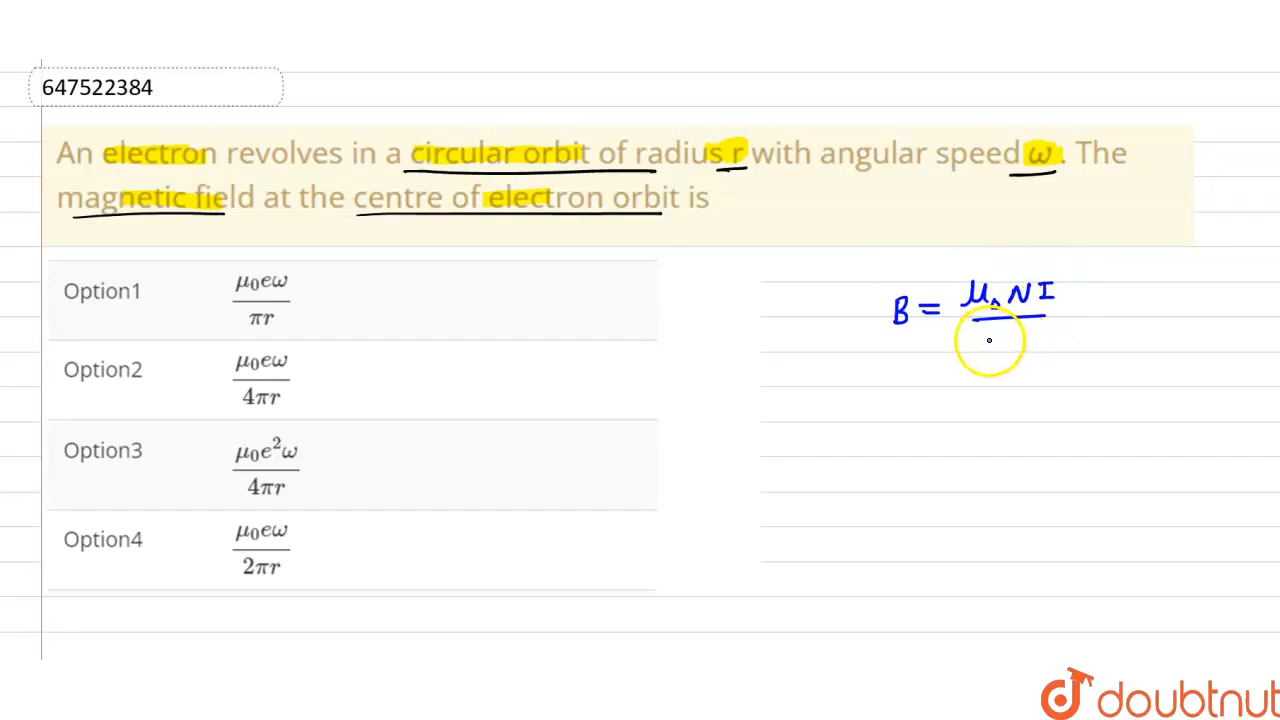 647522384
An electron revolves in a circular orbit of radius r with angular speed ω. The
magnetic field at the centre of electron orbit is
Option1 μ₀eω/πr
Option2 μ₀eω/4πr
Option3 μ₀e²ω/4πr
Option4 μ₀eω/2πr
B = μ₀NI
doubtnut